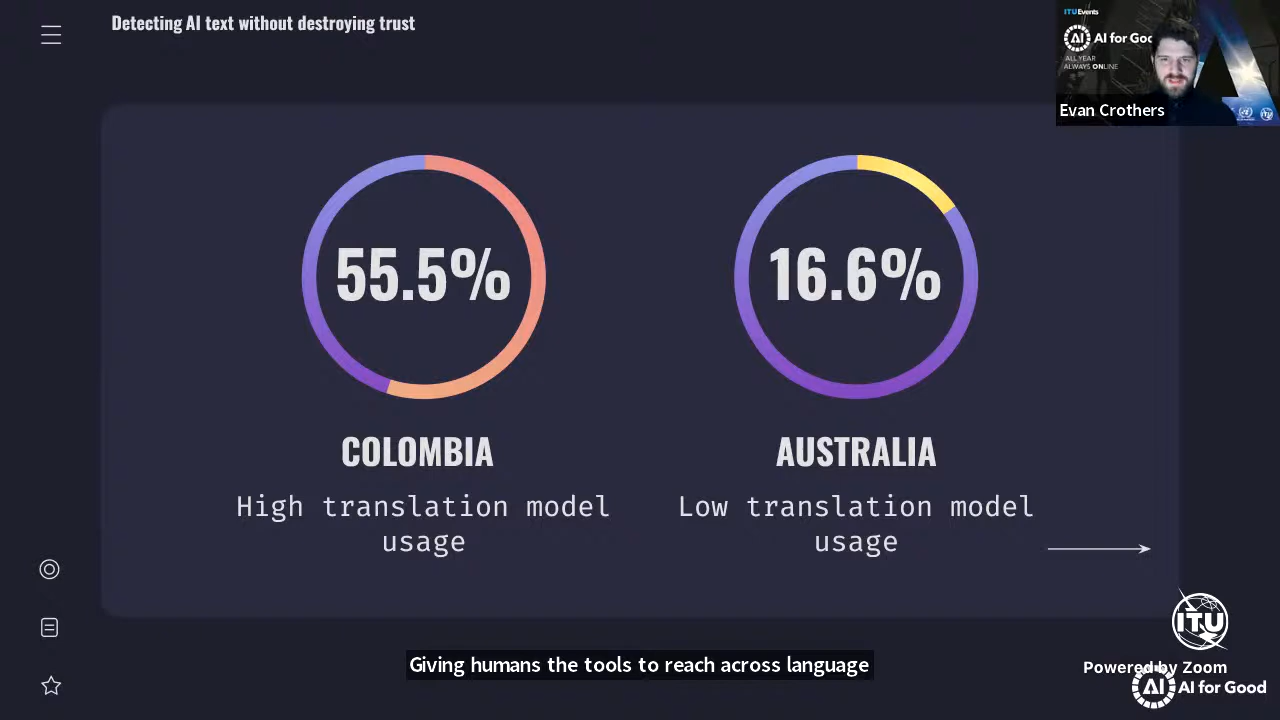 Detecting AI text without destroying trust
ITUEvents
AI for Goo
ALL YEAR
ALWAYS ONLINE
Evan Crothers
55.5%
16.6%
COLOMBIA
AUSTRALIA
High translation model
usage
Low translation model
usage
ITU
Giving humans the tools to reach across language
Powered by Zoom
AI
AI for Good